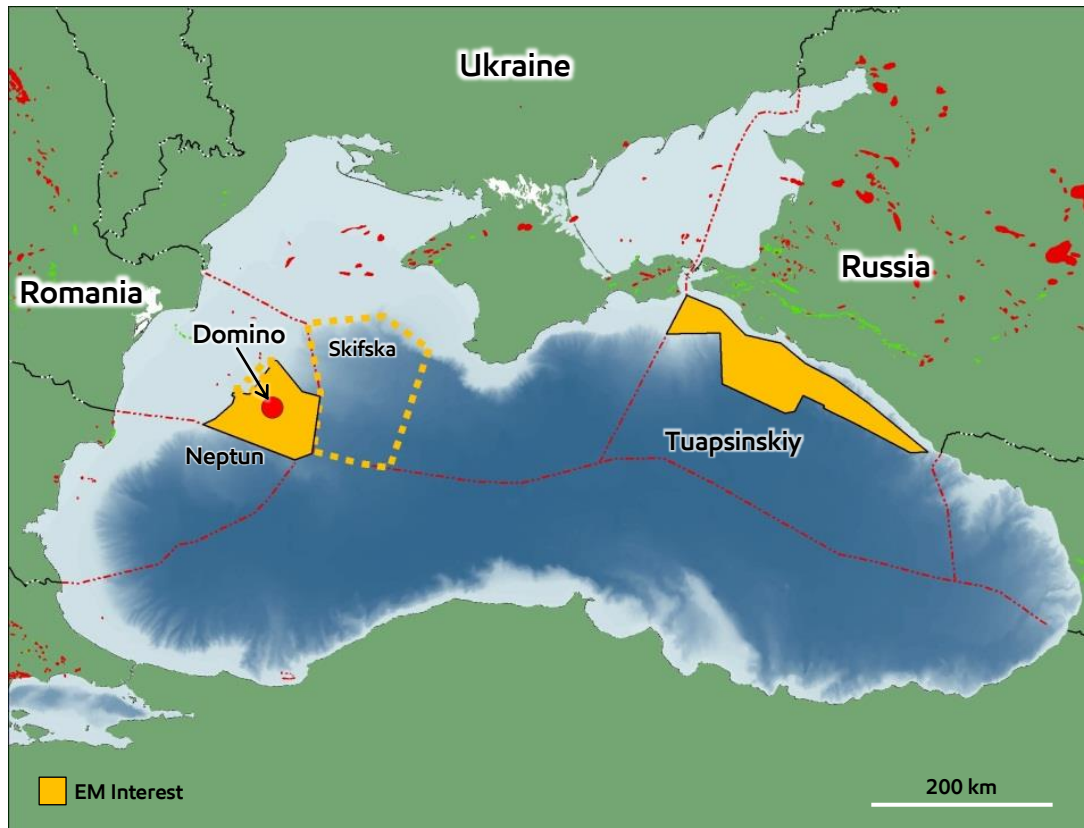 Ukraine
Russia
Romania
Domino
Skifska
Neptun
Tuapsinskiy
EM Interest
200 km